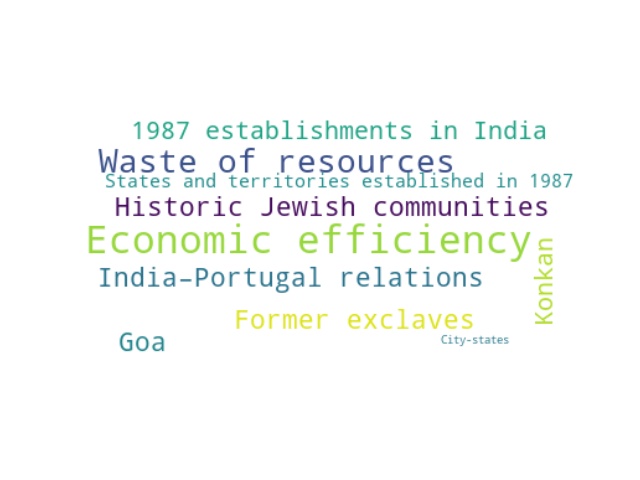 1987 establishments in India
Waste of resources
States and territories established in 1987
Historic Jewish communities
Economic efficiency
India–Portugal relations
Konkan
Former exclaves
Goa
City-states